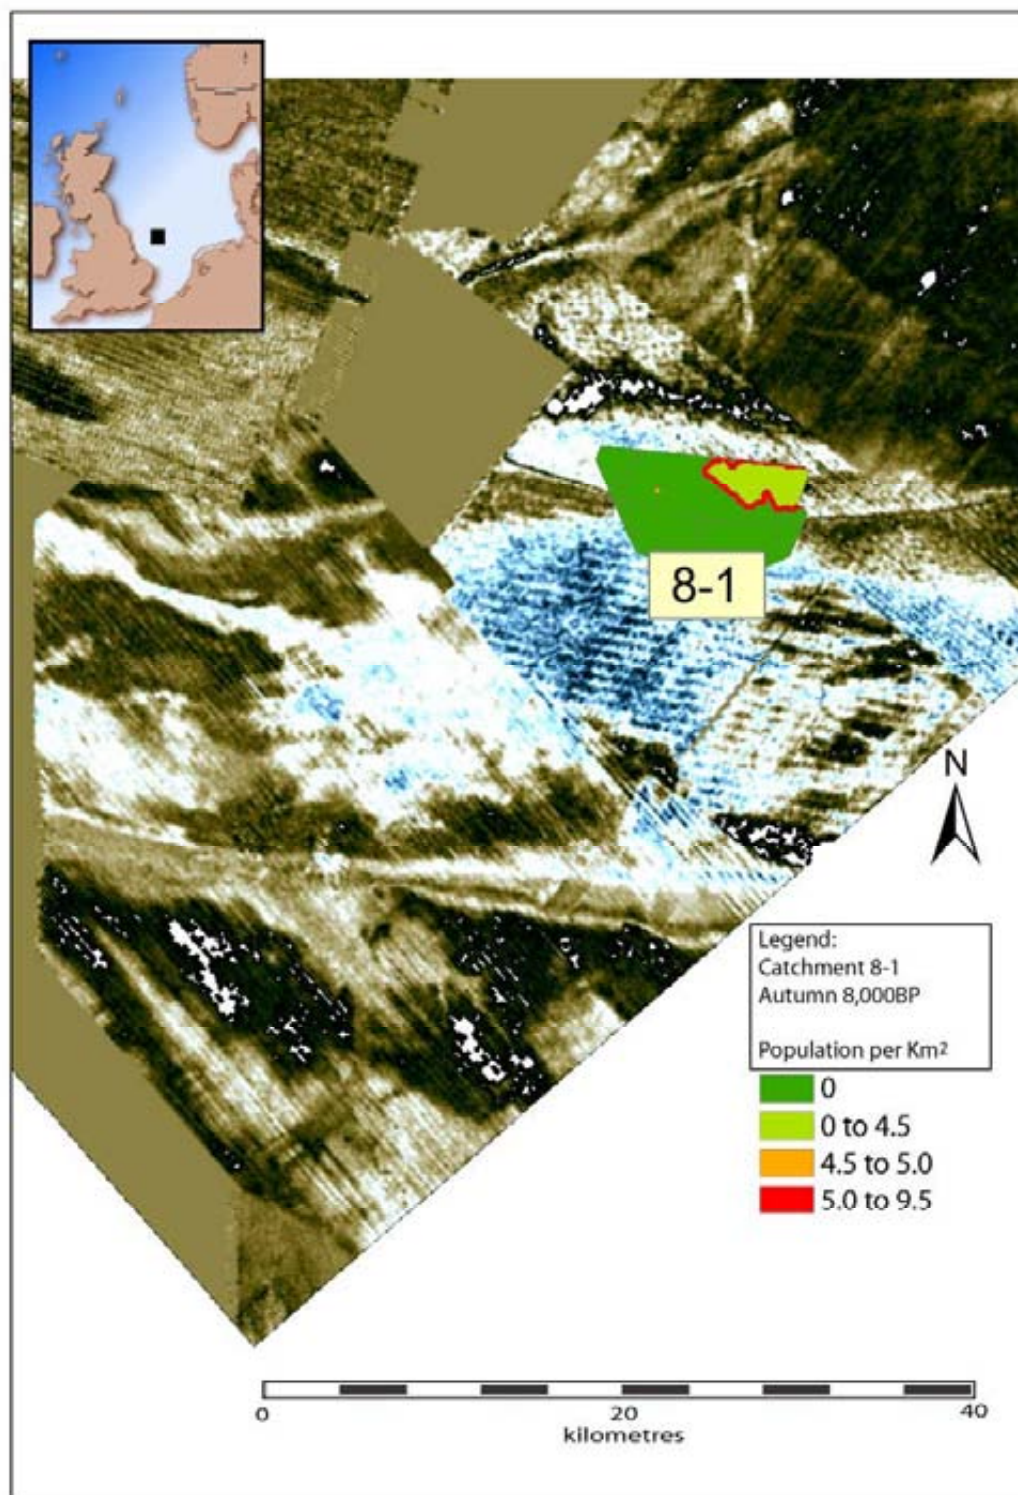 8-1
N
Legend:
Catchment 8-1
Autumn 8,000BP
Population per Km²
0
0 to 4.5
4.5 to 5.0
5.0 to 9.5
0 20 40
kilometres